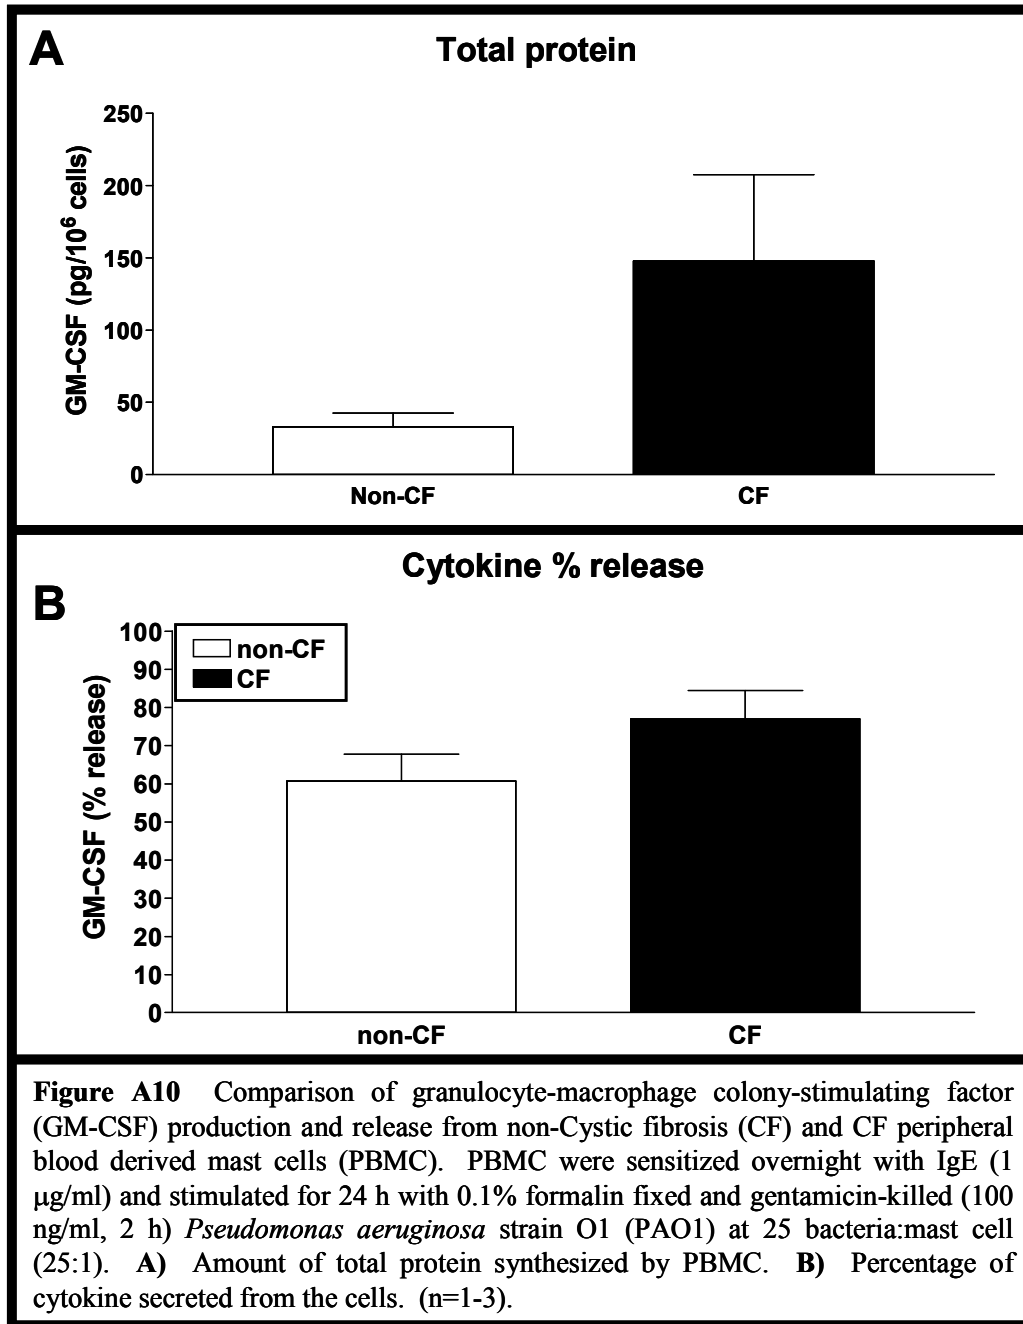 A
Total protein
GM-CSF (pg/10⁶ cells)
250
200
150
100
50
0
Non-CF
CF
Cytokine % release
B
GM-CSF (% release)
100
90
80
70
60
50
40
30
20
10
0
non-CF
CF
non-CF
CF
Figure A10 Comparison of granulocyte-macrophage colony-stimulating factor
(GM-CSF) production and release from non-Cystic fibrosis (CF) and CF peripheral
blood derived mast cells (PBMC). PBMC were sensitized overnight with IgE (1
μg/ml) and stimulated for 24 h with 0.1% formalin fixed and gentamicin-killed (100
ng/ml, 2 h) Pseudomonas aeruginosa strain O1 (PAO1) at 25 bacteria:mast cell
(25:1). A) Amount of total protein synthesized by PBMC. B) Percentage of
cytokine secreted from the cells. (n=1-3).